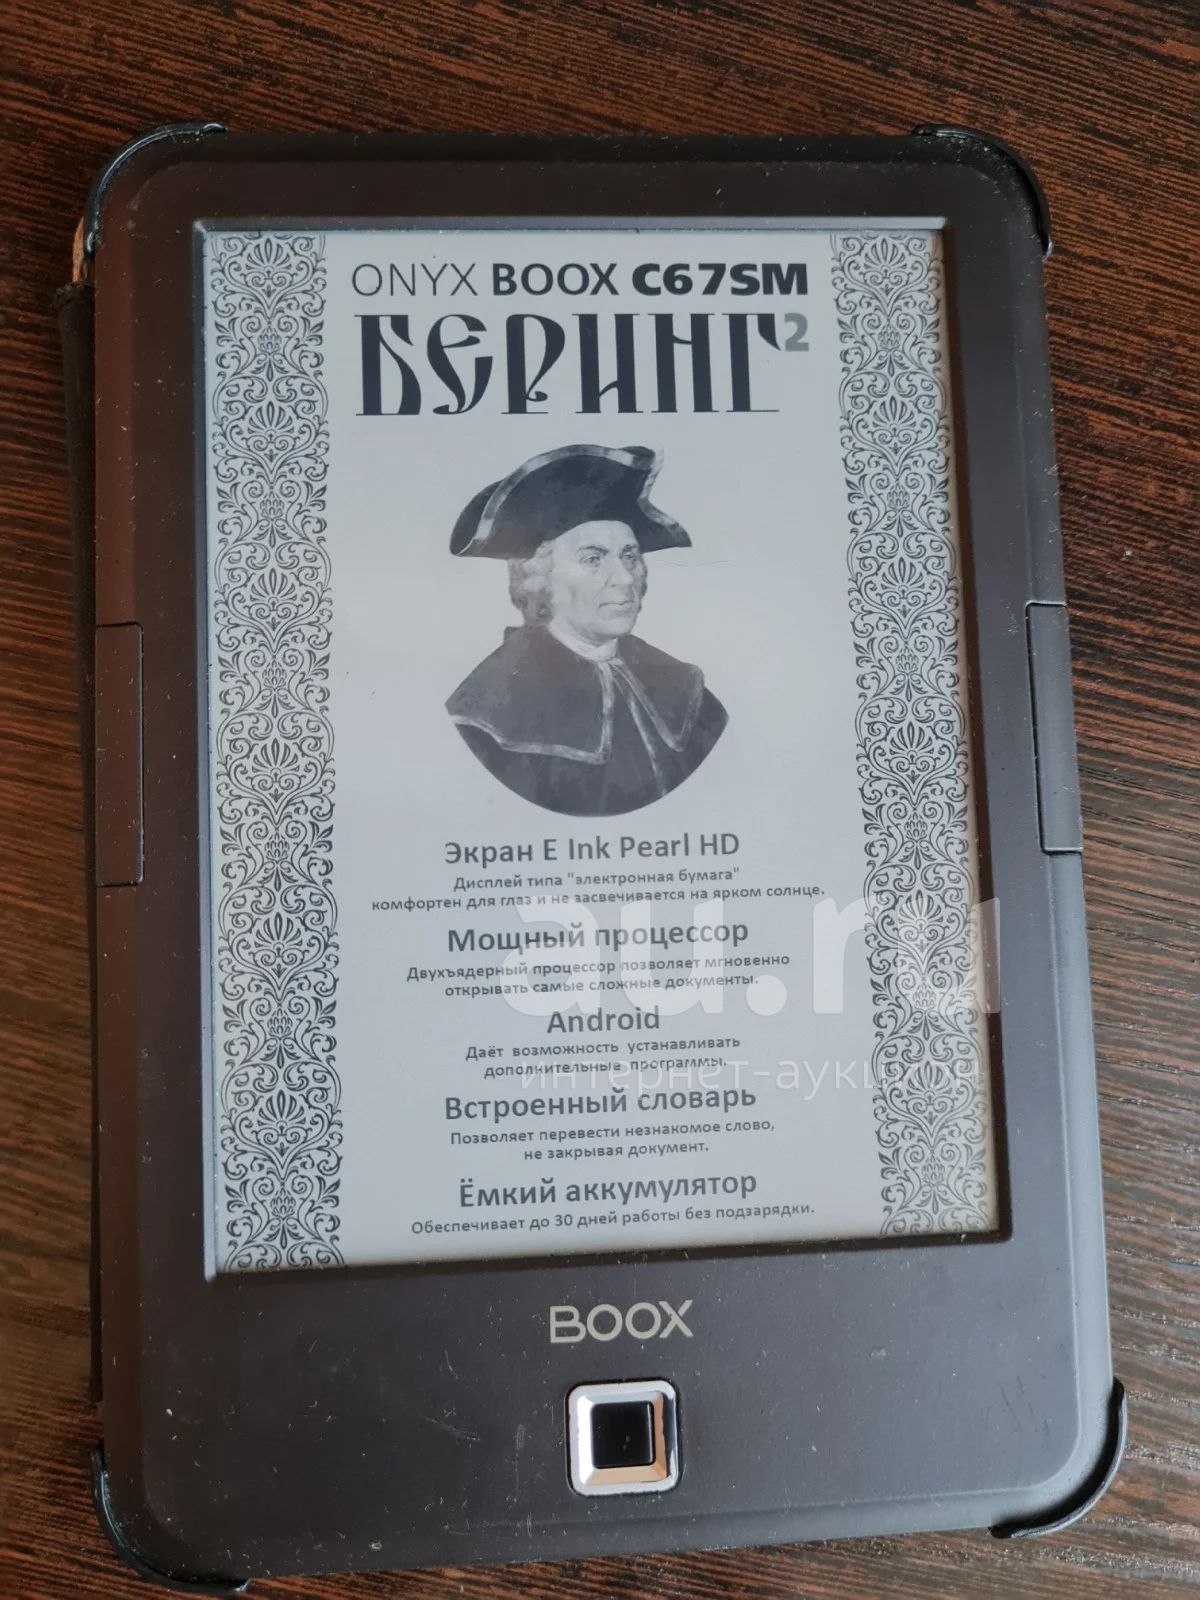 ONYX BOOX C67SM
БЕРИНГ2
Экран E Ink Pearl HD
Дисплей типа "электронная бумага"
комфортен для глаз и не засвечивается на ярком солнце.
Мощный процессор
Двухъядерный процессор позволяет мгновенно
открывать самые сложные документы.
Android
Даёт возможность устанавливать
дополнительные программы.
Встроенный словарь
Позволяет перевести незнакомое слово,
не закрывая документ.
Ёмкий аккумулятор
Обеспечивает до 30 дней работы без подзарядки.
BOOX
au.ru
интернет-аукцион